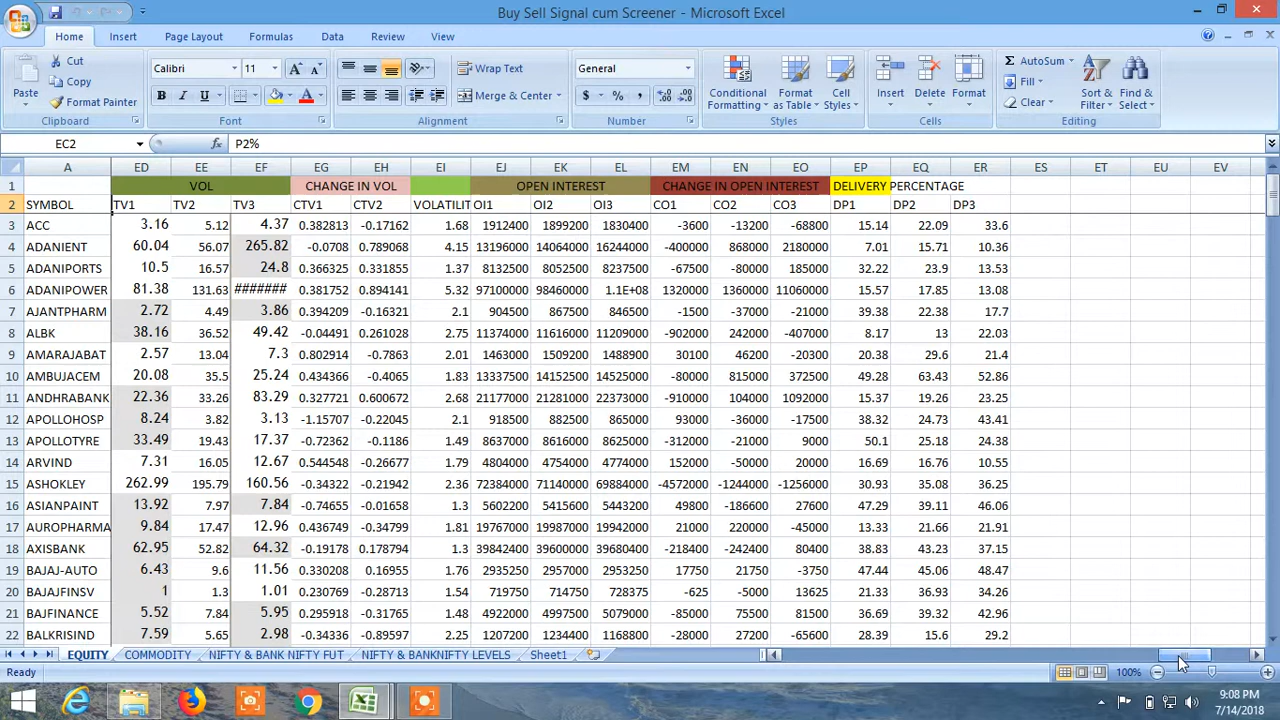 Buy Sell Signal cum Screener - Microsoft Excel
Home Insert Page Layout Formulas Data Review View
Paste Cut Copy Format Painter Clipboard
Calibri 11 Font
Wrap Text Merge & Center Alignment
General Number
Conditional Formatting Format as Table Cell Styles Styles
Insert Delete Format Cells
AutoSum Fill Clear Sort & Filter Find & Select Editing
EC2 P2%
A ED EE EF EG EH EI EJ EK EL EM EN EO EP EQ ER ES ET EU EV
1 VOL CHANGE IN VOL OPEN INTEREST CHANGE IN OPEN INTEREST DELIVERY PERCENTAGE
2 SYMBOL TV1 TV2 TV3 CTV1 CTV2 VOLATILIT OI1 OI2 OI3 CO1 CO2 CO3 DP1 DP2 DP3
3 ACC 3.16 5.12 4.37 0.382813 -0.17162 1.68 1912400 1899200 1830400 -3600 -13200 -68800 15.14 22.09 33.6
4 ADANIENT 60.04 56.07 265.82 -0.0704 0.789068 4.15 13196000 14064000 16244000 -400000 868000 2180000 7.01 15.71 10.36
5 ADANIPORTS 10.5 16.57 24.8 0.366325 0.331855 1.37 8132500 8052500 8237500 -67500 -80000 185000 32.22 23.9 13.53
6 ADANIPOWER 81.38 131.63 ####### 0.381752 0.894141 5.32 97100000 98460000 1.1E+08 1320000 1360000 11060000 15.57 17.85 13.08
7 AJANTPHARM 2.72 4.49 3.86 0.394209 -0.16321 2.1 904500 867500 846500 -1500 -37000 -21000 39.78 22.38 17.7
8 ALBK 38.16 36.52 49.42 -0.04491 0.261028 2.75 11374000 11616000 11209000 -902000 242000 -407000 8.17 13 22.03
9 AMARAJABAT 2.57 13.04 7.3 0.802914 -0.7863 2.01 1463000 1509200 1488900 30100 46200 -20300 20.38 29.6 21.4
10 AMBUJACEM 20.08 35.5 25.24 0.434366 -0.4065 1.83 13337500 14152500 14525000 -80000 815000 372500 49.28 63.43 52.86
11 ANDHRABANK 22.36 33.26 83.29 0.327721 0.600672 2.68 21177000 21281000 22373000 -910000 104000 1092000 15.37 19.26 23.25
12 APOLLOHOSP 8.24 3.82 3.13 -1.15707 -0.22045 2.1 918500 882500 865000 93000 -36000 -17500 38.32 24.73 43.41
13 APOLLOTYRE 33.49 19.43 17.37 -0.72362 -0.1186 1.49 8637000 8616000 8625000 -312000 -21000 9000 50.1 25.18 24.38
14 ARVIND 7.31 16.05 12.67 0.544548 -0.26677 1.79 4804000 4754000 4774000 152000 -50000 20000 16.69 16.76 10.55
15 ASHOKLEY 262.99 195.79 160.56 -0.34322 -0.21942 2.36 72384000 71140000 69884000 -4572000 -1244000 -1256000 30.93 35.08 36.25
16 ASIANPAINT 13.92 7.97 7.84 -0.74655 -0.01658 1.3 5602200 5415600 5443200 49800 -186600 27600 47.29 39.11 46.06
17 AUROPHARMA 9.84 17.47 12.96 0.436749 -0.34799 1.81 19767000 19987000 19942000 21000 220000 -45000 13.33 21.66 21.91
18 AXISBANK 62.95 52.82 64.32 -0.19178 0.178794 1.3 39842400 39600000 39680400 -218400 -242400 80400 38.83 43.23 37.15
19 BAJAJ-AUTO 6.43 9.6 11.56 0.330208 0.16955 1.76 2935250 2957000 2953250 17750 21750 -3750 47.44 45.06 48.47
20 BAJAJFINSV 1 1.3 1.01 0.230769 -0.28713 1.54 719750 714750 728375 -625 -5000 13625 21.33 36.93 34.26
21 BAJFINANCE 5.52 7.84 5.95 0.295918 -0.31765 1.48 4922000 4997500 5079000 -85000 75500 81500 36.69 39.32 42.96
22 BALKRISIND 7.59 5.65 2.98 -0.34336 -0.89597 2.25 1207200 1234400 1168800 -28000 27200 -65600 28.39 15.6 29.2
EQUITY COMMODITY NIFTY & BANK NIFTY FUT NIFTY & BANKNIFTY LEVELS Sheet1
Ready 100%
9:08 PM
7/14/2018